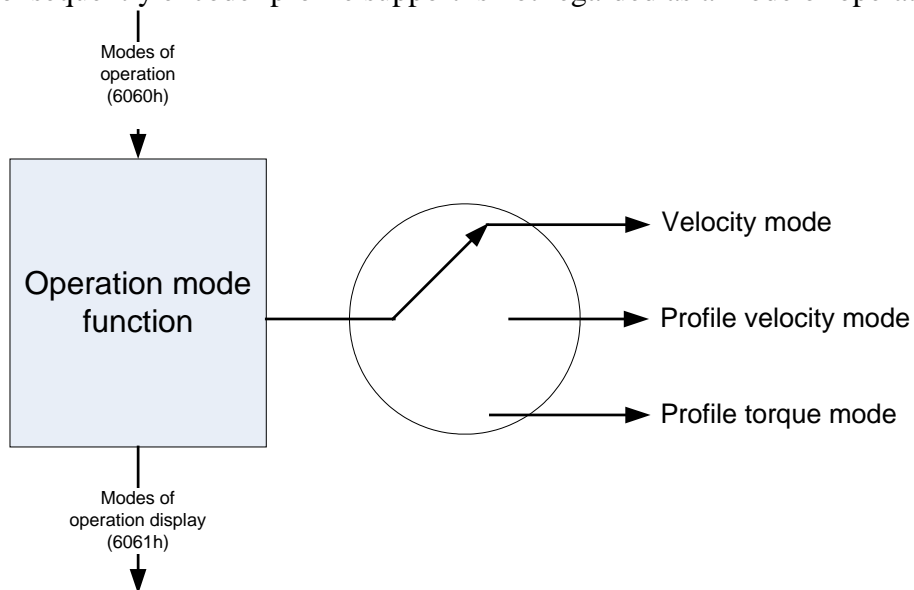 Modes of
operation
(6060h)
Operation mode
function
Velocity mode
Profile velocity mode
Profile torque mode
Modes of
operation display
(6061h)